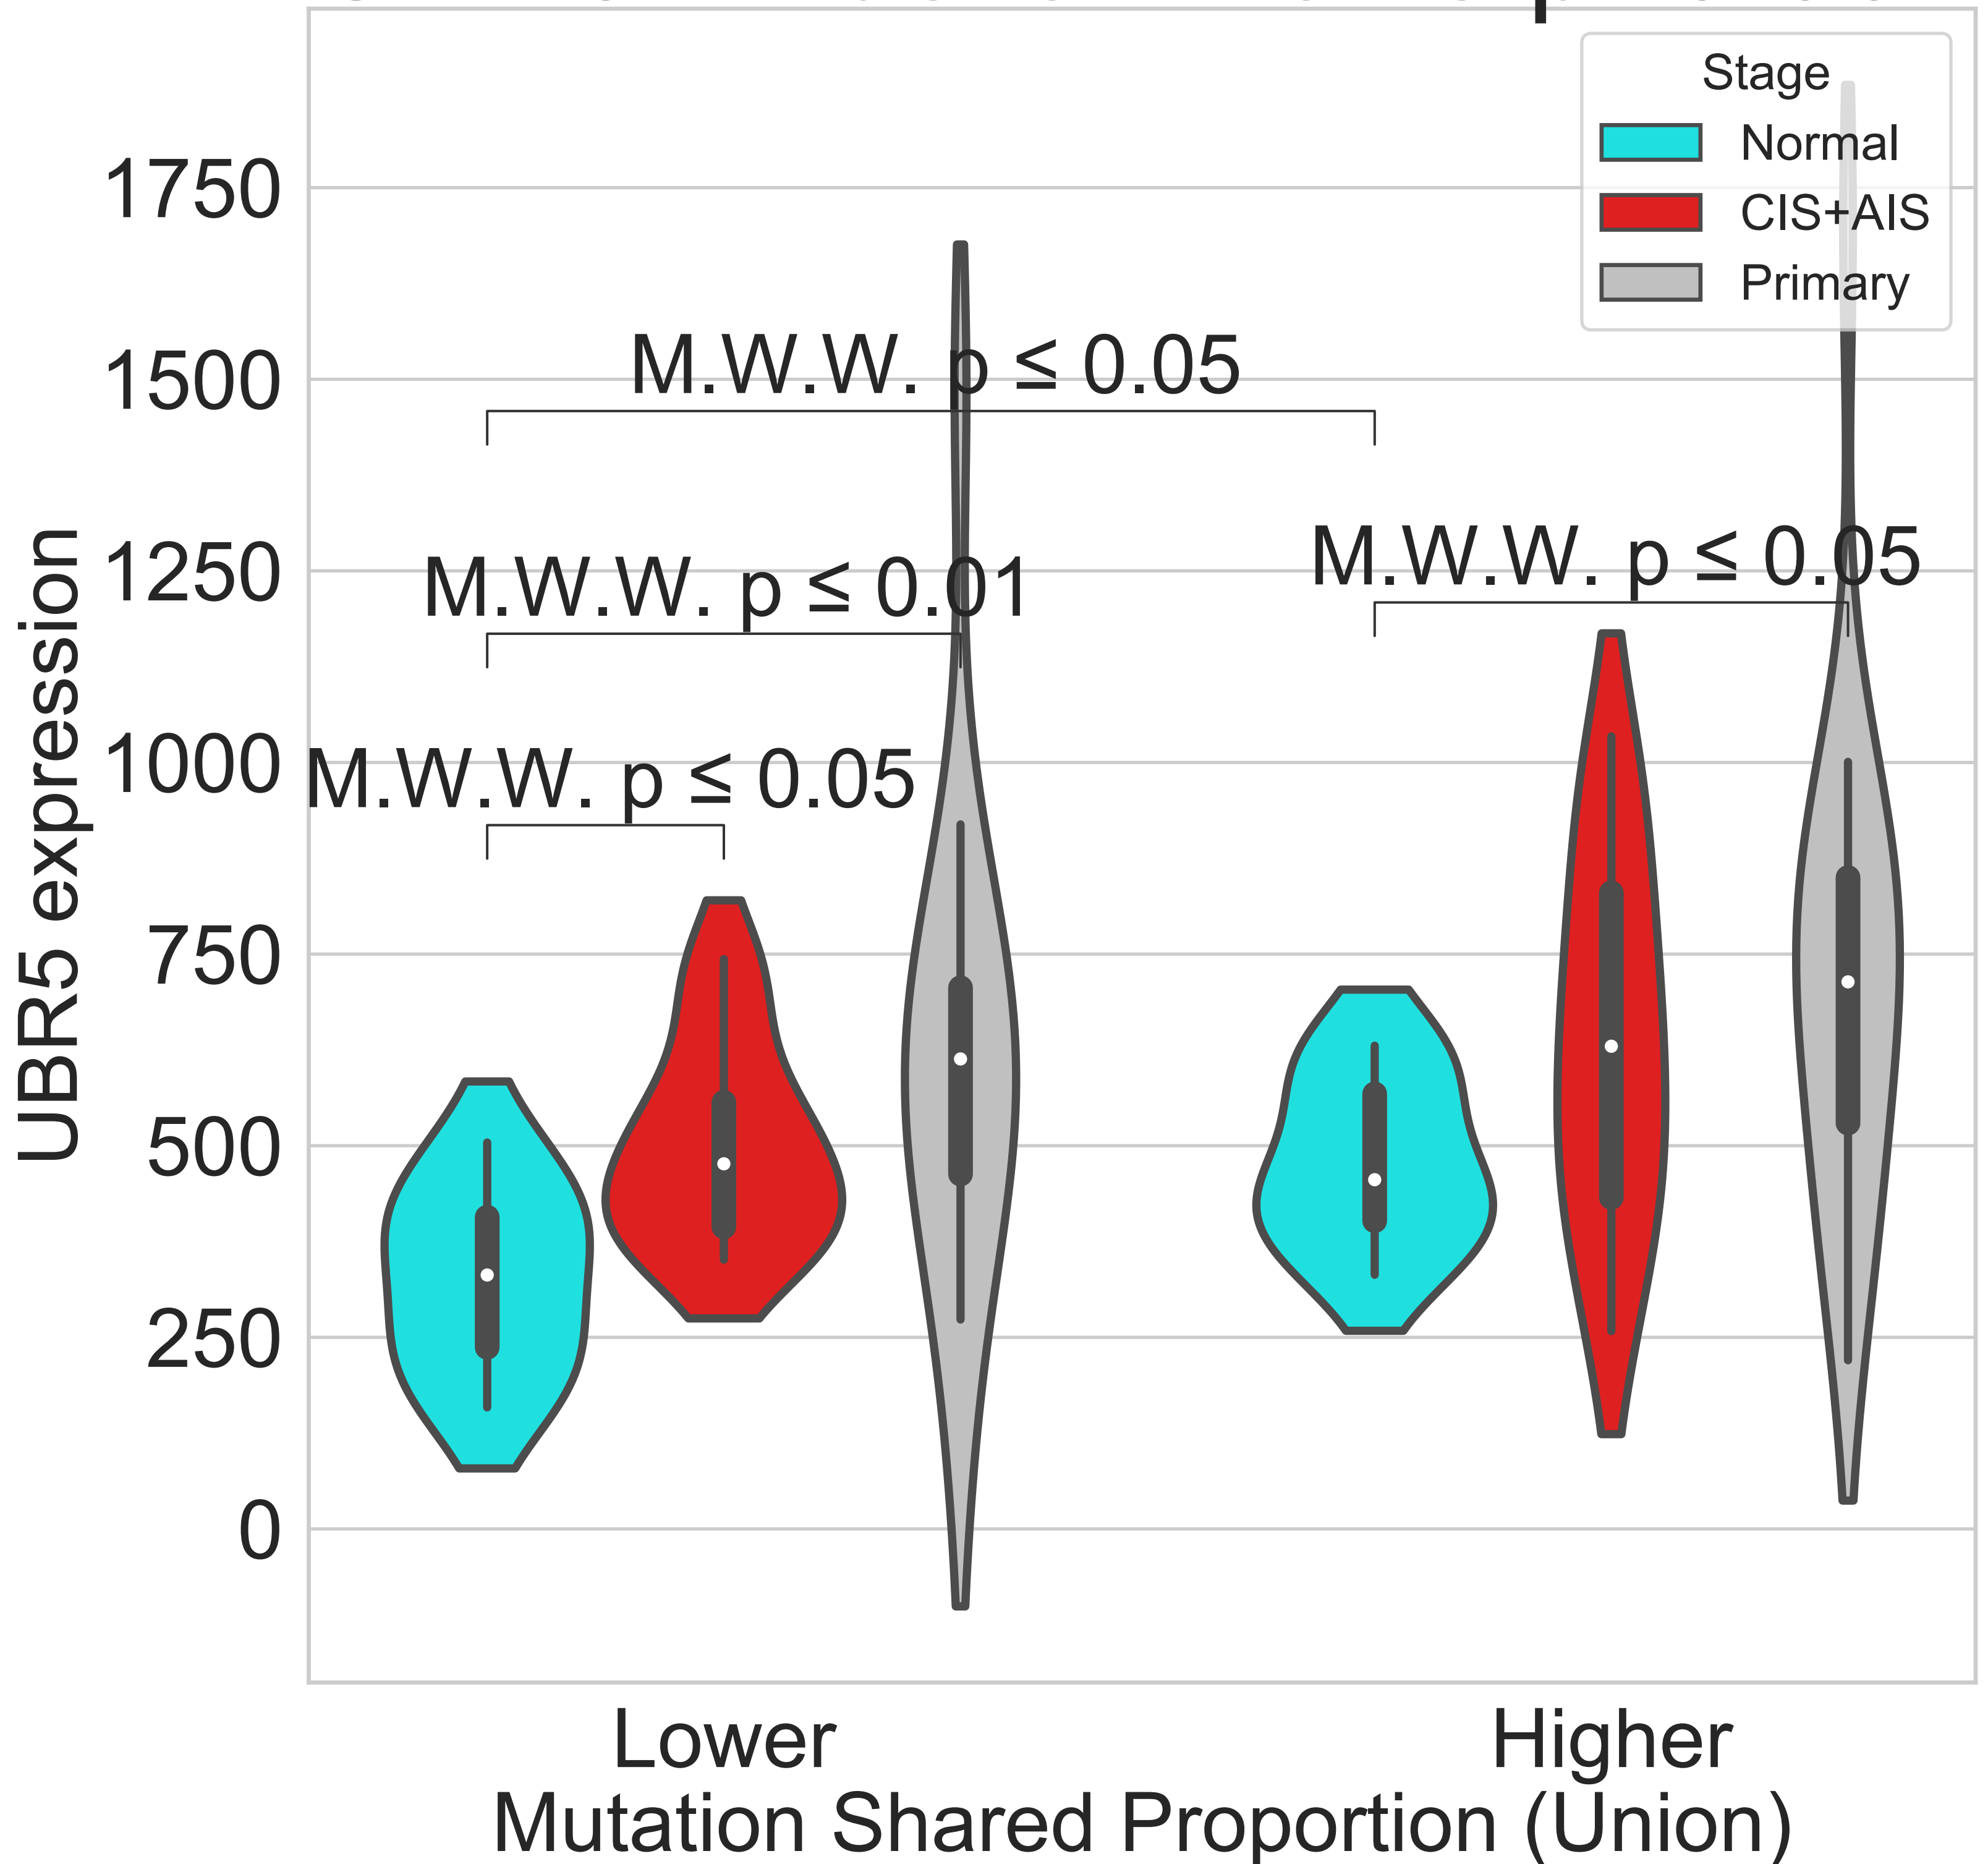 Stage
Normal
CIS+AIS
Primary
1750
1500
1250
1000
750
500
250
0
UBR5 expression
M.W.W. p ≤ 0.05
M.W.W. p ≤ 0.05
M.W.W. p ≤ 0.01
M.W.W. p ≤ 0.05
Lower
Higher
Mutation Shared Proportion (Union)